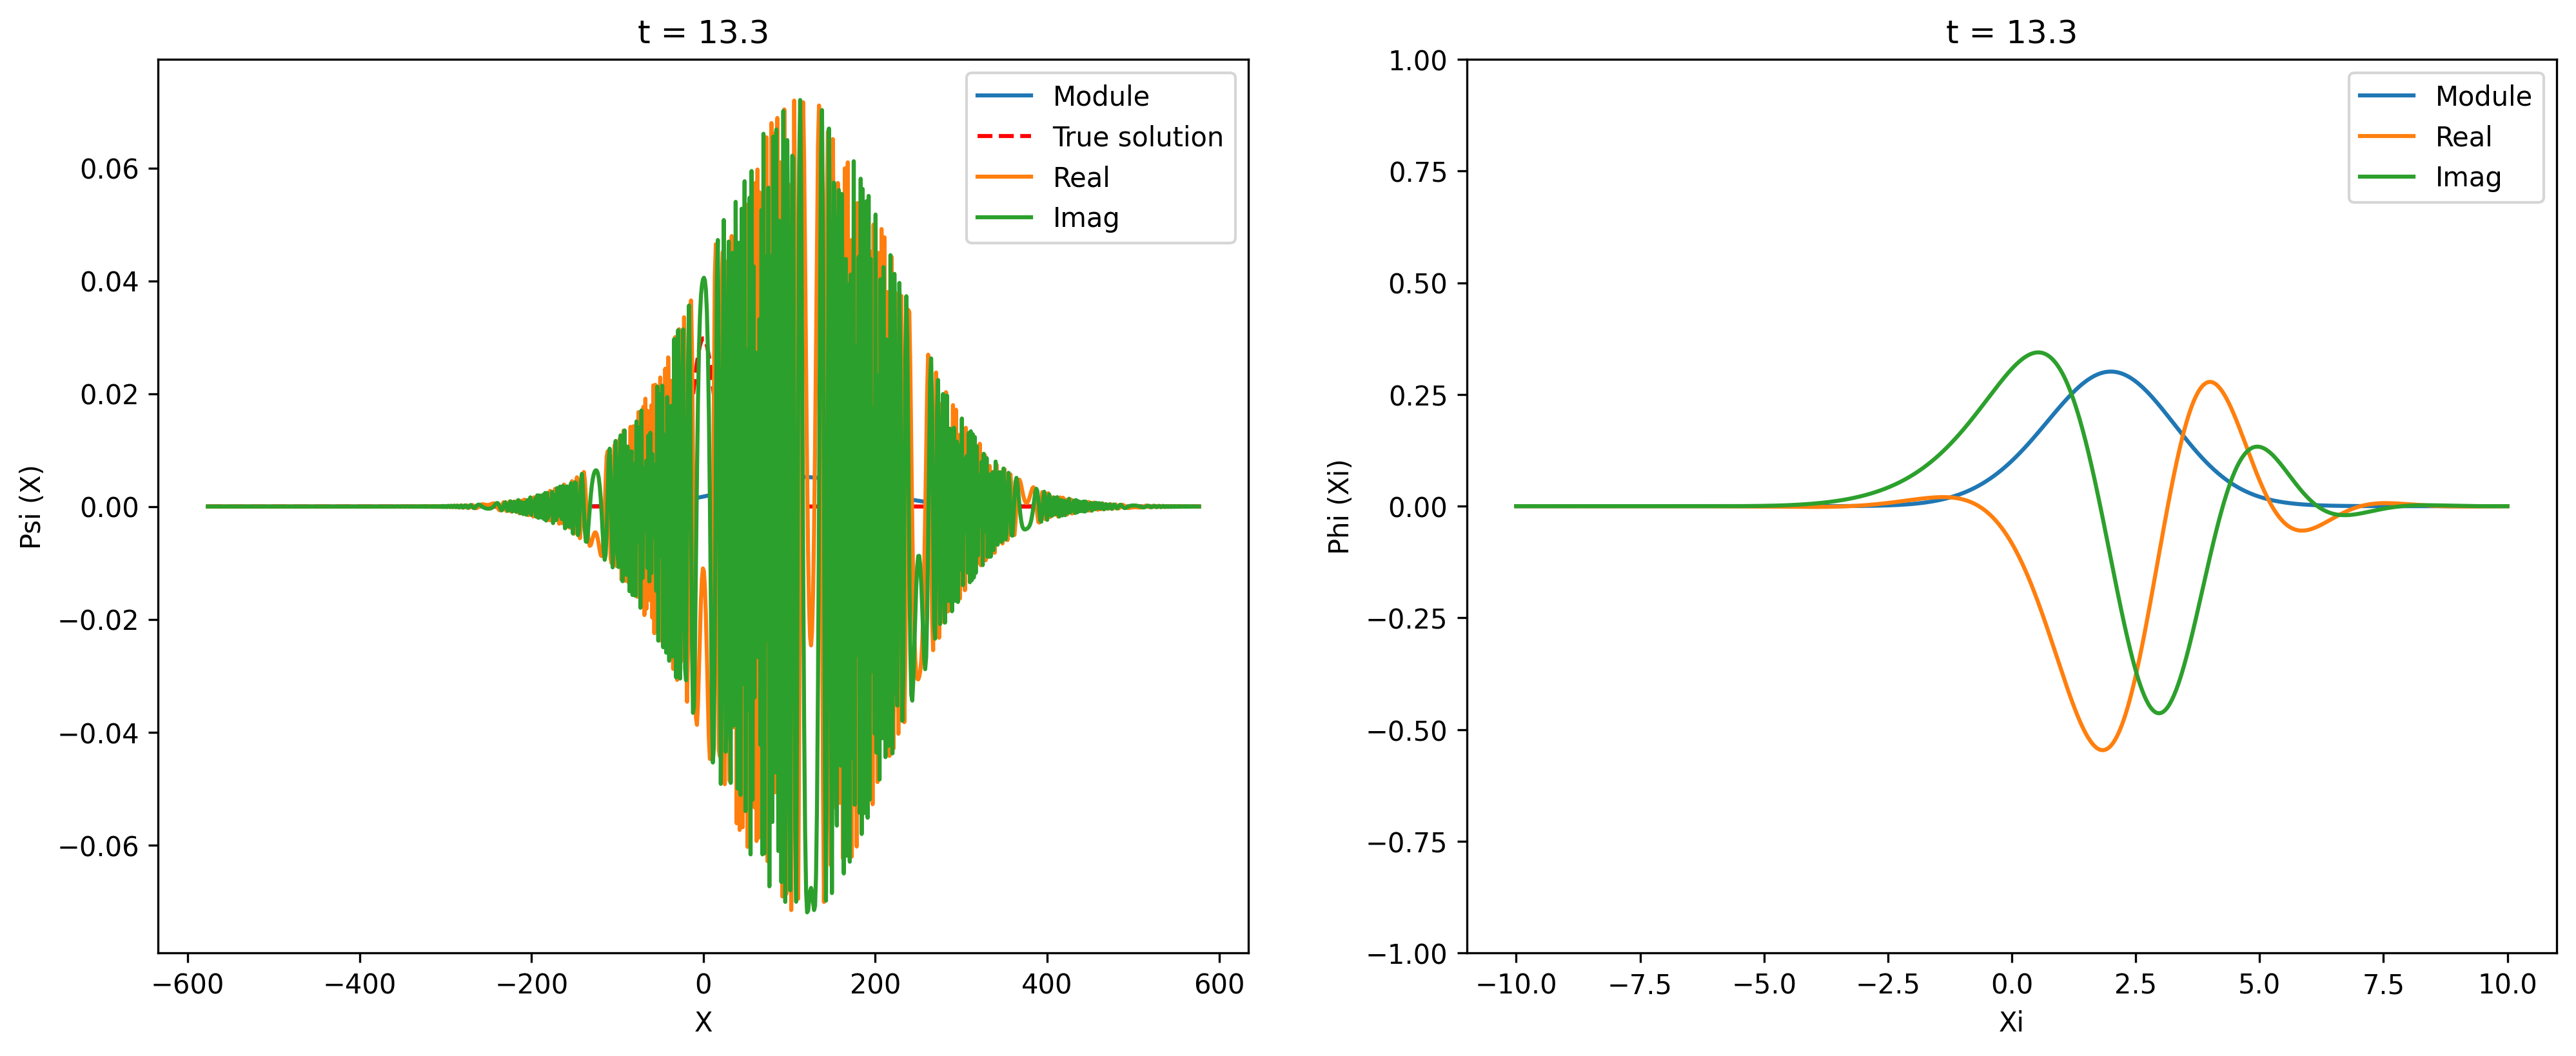 t = 13.3
Psi (X)
0.06
0.04
0.02
0.00
−0.02
−0.04
−0.06
−600
−400
−200
0
200
400
600
X
Module
True solution
Real
Imag
t = 13.3
Phi (Xi)
1.00
0.75
0.50
0.25
0.00
−0.25
−0.50
−0.75
−1.00
−10.0
−7.5
−5.0
−2.5
0.0
2.5
5.0
7.5
10.0
Xi
Module
Real
Imag